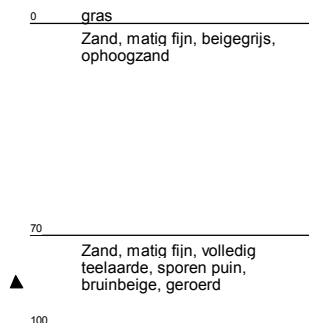 0 gras
Zand, matig fijn, beigegrijs,
ophoogzand
70
Zand, matig fijn, volledig
teelaarde, sporen puin,
bruinbeige, geroerd
100